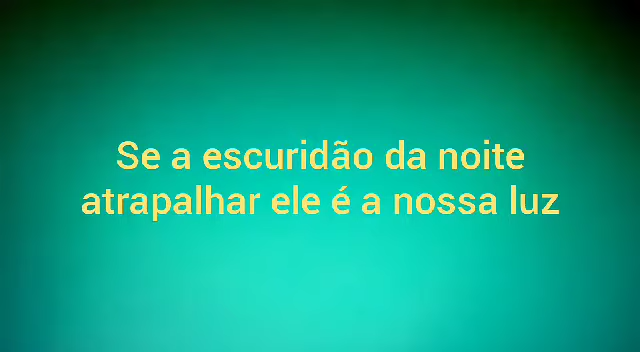 Se a escuridão da noite
atrapalhar ele é a nossa luz